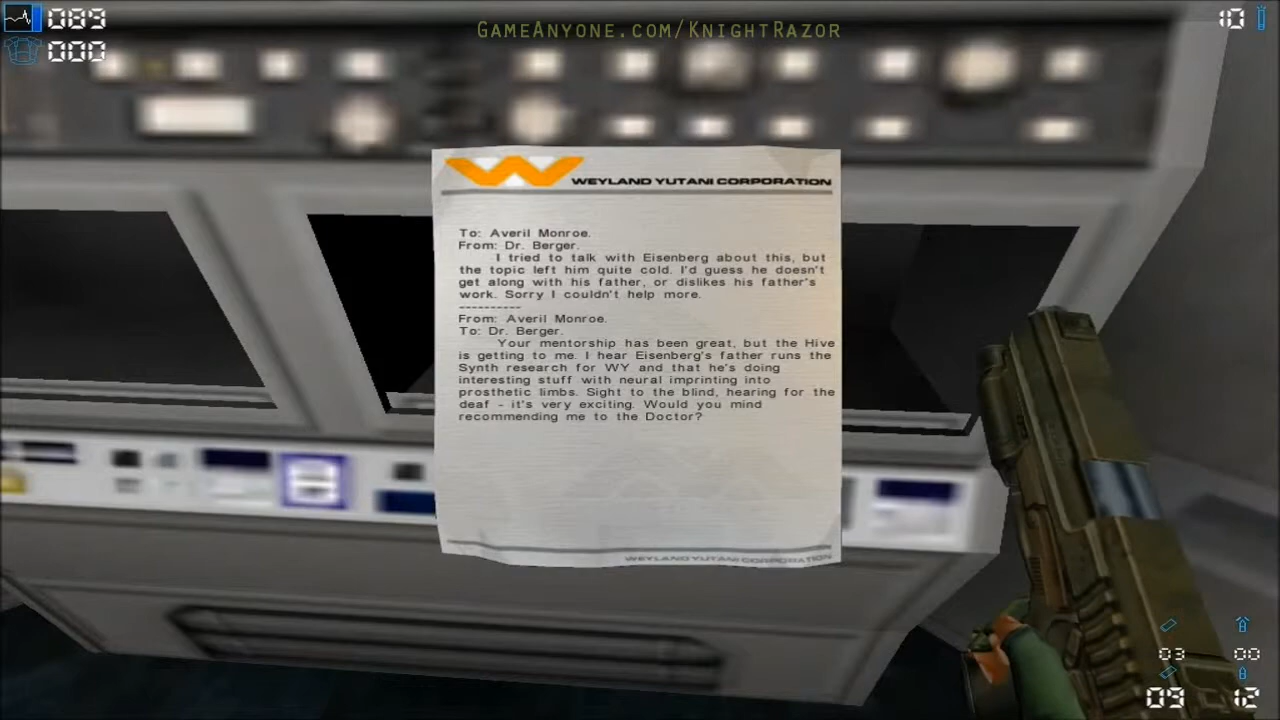 089
GameAnyone.com/KnightRazor
10
000
WEYLAND YUTANI CORPORATION
To: Averil Monroe.
From: Dr. Berger.
I tried to talk with Eisenberg about this, but
the topic left him quite cold. I'd guess he doesn't
get along with his father, or dislikes his father's
work. Sorry I couldn't help more.
----------
From: Averil Monroe.
To: Dr. Berger.
Your mentorship has been great, but the Hive
is getting to me. I hear Eisenberg's father runs the
Synth research for WY and that he's doing
interesting stuff with neural imprinting into
prosthetic limbs. Sight to the blind, hearing for the
deaf - it's very exciting. Would you mind
recommending me to the Doctor?
WEYLAND YUTANI CORPORATION
03 00
09 12